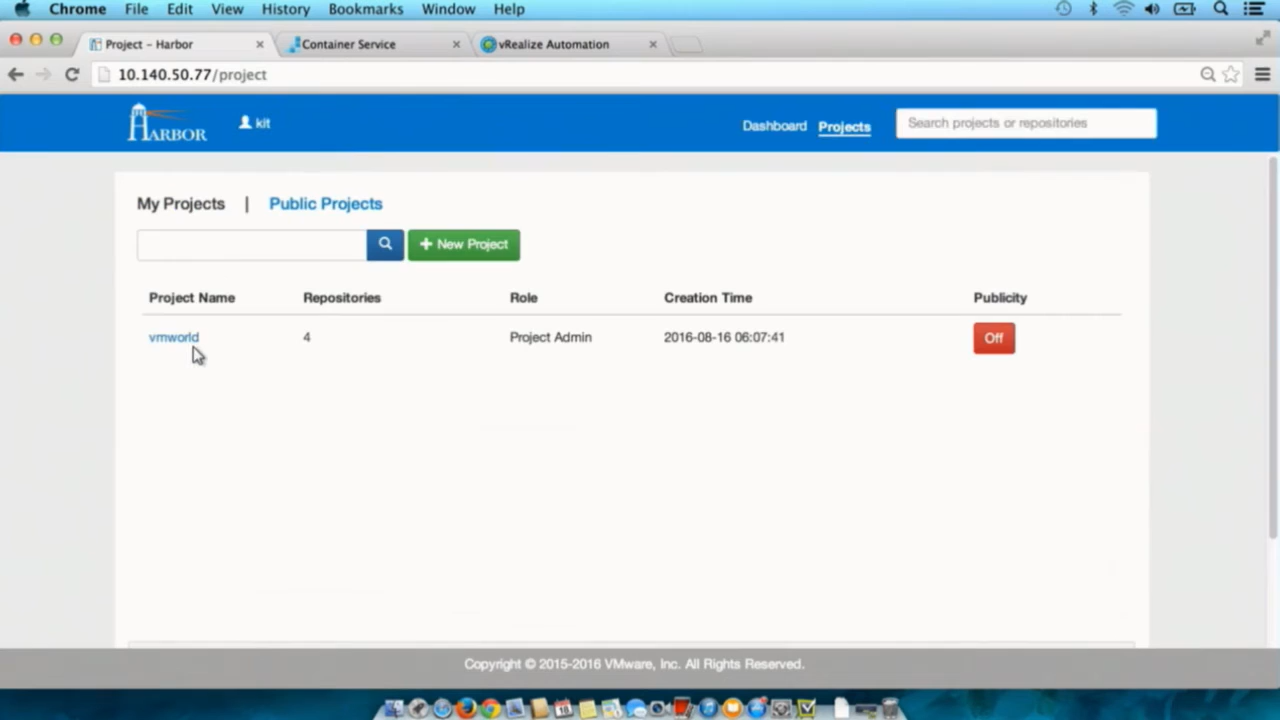 Chrome File Edit View History Bookmarks Window Help
Project – Harbor Container Service vRealize Automation
10.140.50.77/project
HARBOR kit Dashboard Projects Search projects or repositories
My Projects | Public Projects
+ New Project
Project Name Repositories Role Creation Time Publicity
vmworld 4 Project Admin 2016-08-16 06:07:41 Off
Copyright © 2015-2016 VMware, Inc. All Rights Reserved.
18